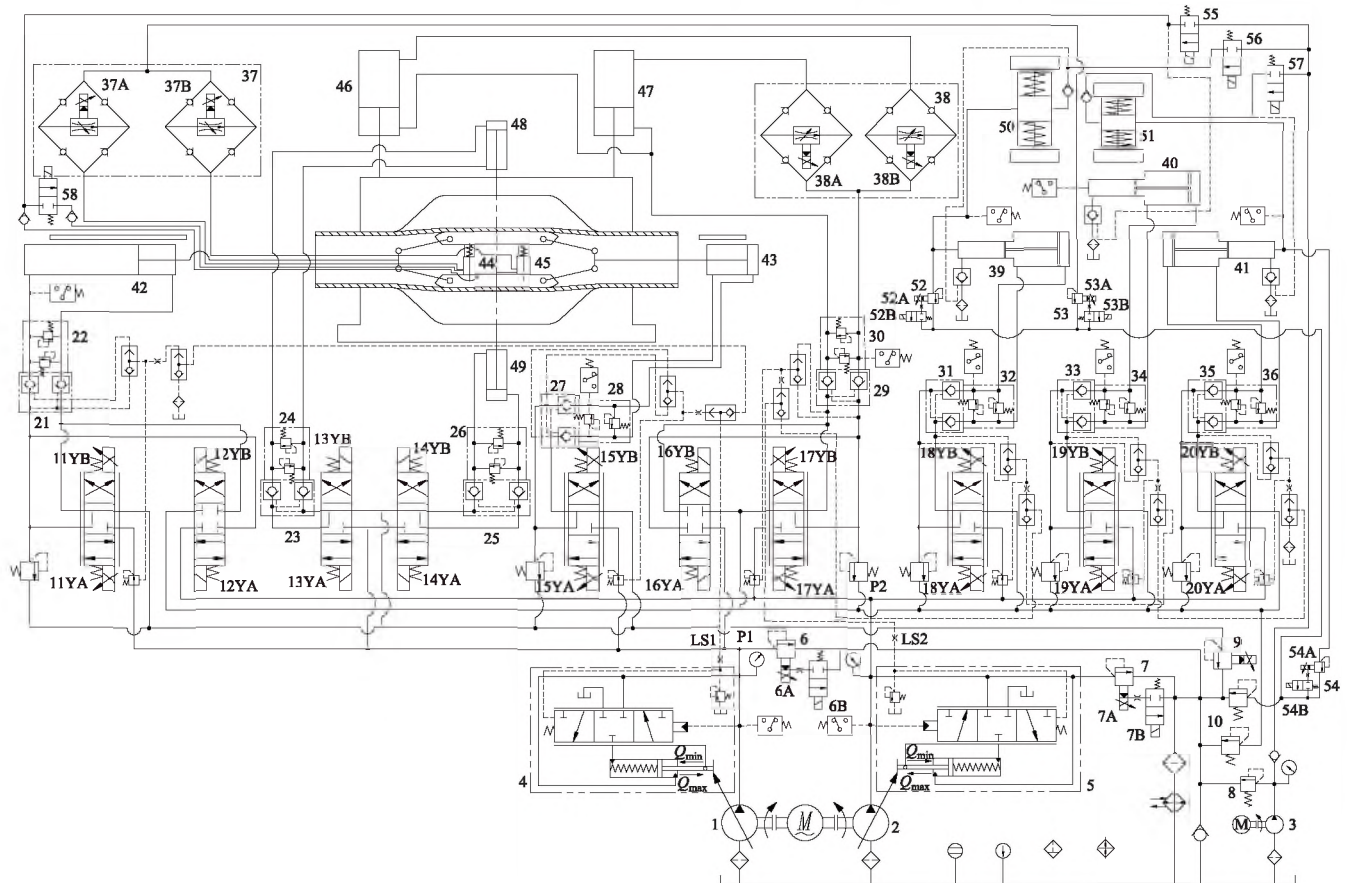 55
56
57
37A
37B
37
46
47
38
38A
38B
50
51
40
58
48
44
45
43
42
39
41
52
52A
52B
53A
53
53B
22
49
30
27
28
29
31
32
33
34
35
36
21
24
26
11YB
12YB
13YB
14YB
15YB
16YB
17YB
18YB
19YB
20YB
23
25
11YA
12YA
13YA
14YA
15YA
16YA
17YA
18YA
19YA
20YA
P2
LS1
P1
6
LS2
6A
6B
7
7A
7B
9
54A
54
54B
10
Qmin
Qmax
Qmin
Qmax
4
5
8
1
M
2
M
3